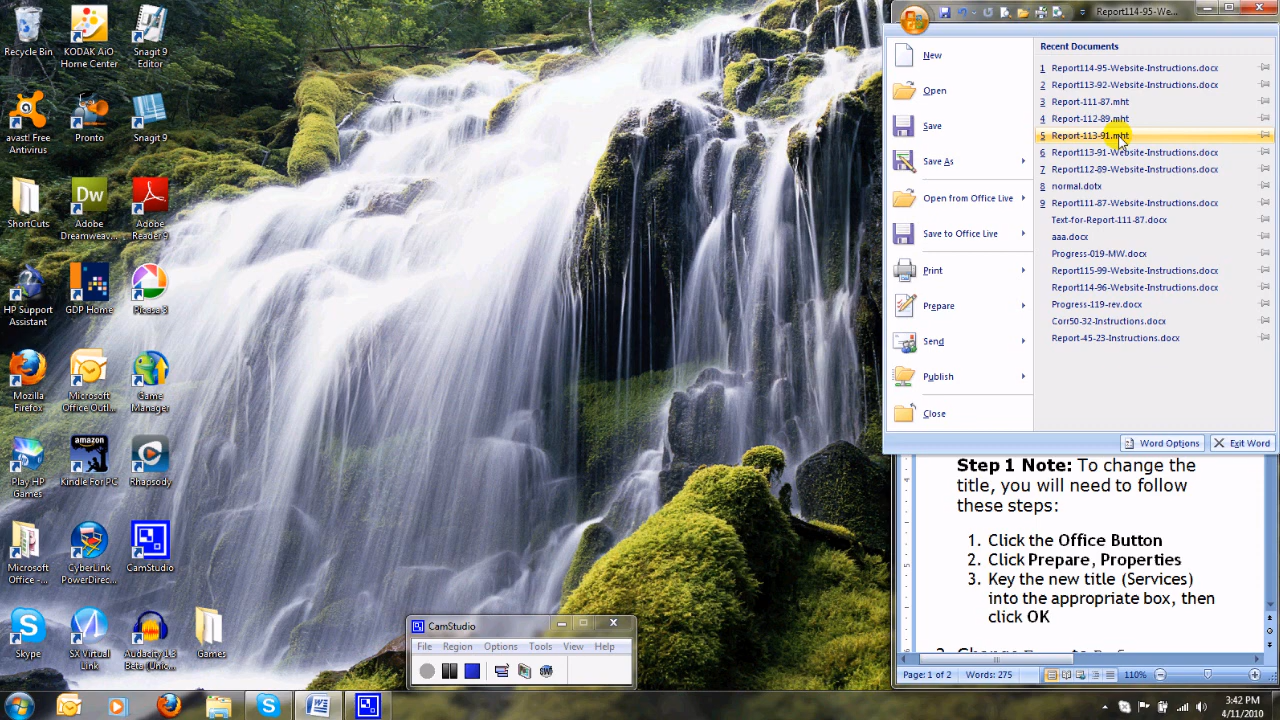 Recycle Bin
KODAK AiO
Home Center
Snagit 9
Editor
avast! Free
Antivirus
Pronto
Snagit 9
ShortCuts
Dw
Adobe
Dreamweav...
Adobe
Reader 9
HP Support
Assistant
GDP Home
Picasa 3
Mozilla
Firefox
Microsoft
Office Outl...
Game
Manager
Play HP
Games
amazon
Kindle For PC
Rhapsody
Microsoft
Office -...
CyberLink
PowerDirec...
CamStudio
Skype
SX Virtual
Link
Audacity 1.3
Beta (Unic...
Games
CamStudio
File Region Options Tools View Help
Report114-95-We...
New
Open
Save
Save As
Open from Office Live
Save to Office Live
Print
Prepare
Send
Publish
Close
Recent Documents
1 Report114-95-Website-Instructions.docx
2 Report113-92-Website-Instructions.docx
3 Report-111-87.mht
4 Report-112-89.mht
5 Report-113-91.mht
6 Report113-91-Website-Instructions.docx
7 Report112-89-Website-Instructions.docx
8 normal.dotx
9 Report111-87-Website-Instructions.docx
Text-for-Report-111-87.docx
aaa.docx
Progress-019-MW.docx
Report115-99-Website-Instructions.docx
Report114-96-Website-Instructions.docx
Progress-119-rev.docx
Corr50-32-Instructions.docx
Report-45-23-Instructions.docx
Word Options Exit Word
Step 1 Note: To change the
title, you will need to follow
these steps:
1. Click the Office Button
2. Click Prepare, Properties
3. Key the new title (Services)
into the appropriate box, then
click OK
Page: 1 of 2 Words: 275 110%
3:42 PM
4/11/2010